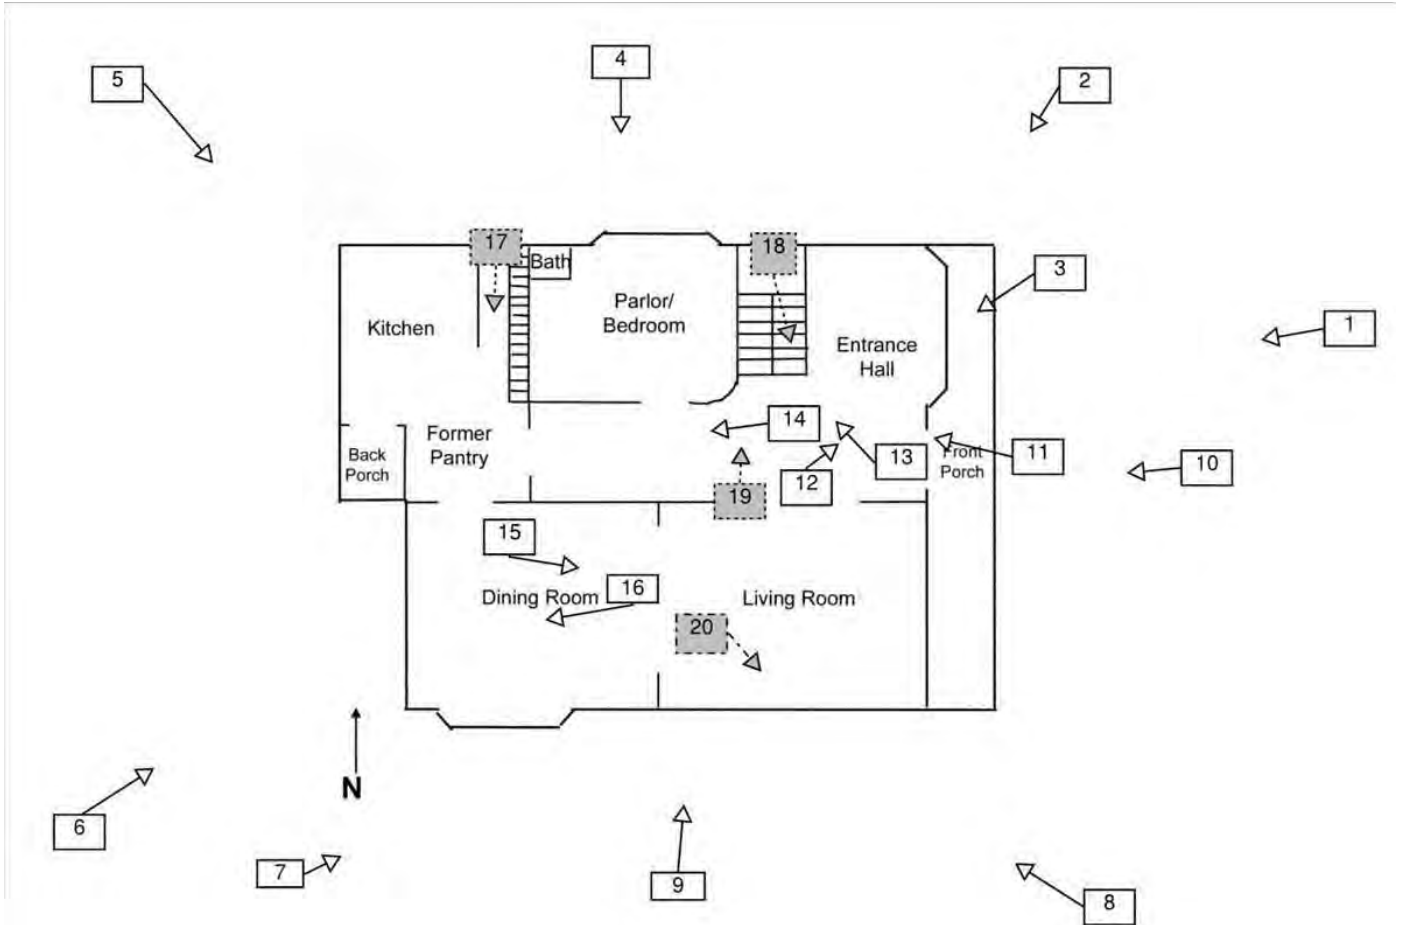 4
5
2
17
18
Bath
3
Parlor/
Bedroom
1
Kitchen
Entrance
Hall
14
Former
Pantry
Back
Porch
13
11
Front
Porch
10
12
19
15
16
Dining Room
Living Room
20
N
6
7
9
8